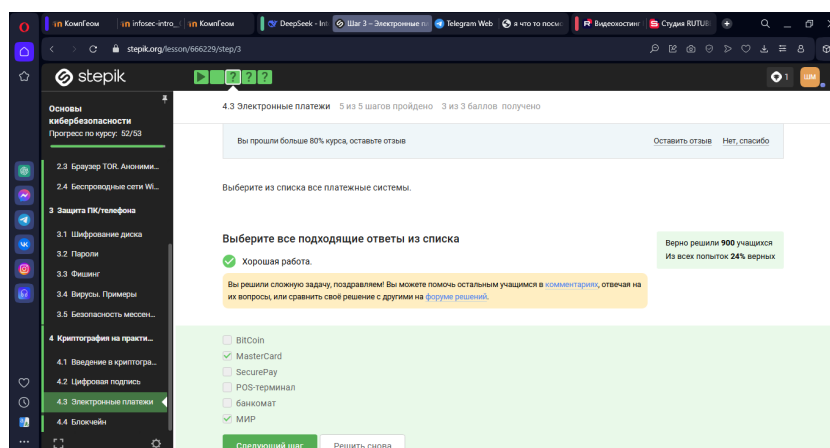 КомпГеом
infosec-intro_
КомпГеом
DeepSeek - Int
Шаг 3 – Электронные п
Telegram Web
я что то посм
Видеохостинг
Студия RUTUB
stepik.org/lesson/666229/step/3
stepik
1
ШМ
Основы
кибербезопасности
Прогресс по курсу: 52/53
2.3 Браузер TOR. Аноними...
2.4 Беспроводные сети Wi...
3 Защита ПК/телефона
3.1 Шифрование диска
3.2 Пароли
3.3 Фишинг
3.4 Вирусы. Примеры
3.5 Безопасность мессен...
4 Криптография на практи...
4.1 Введение в криптогра...
4.2 Цифровая подпись
4.3 Электронные платежи
4.4 Блокчейн
4.3 Электронные платежи 5 из 5 шагов пройдено 3 из 3 баллов получено
Вы прошли больше 80% курса, оставьте отзыв
Оставить отзыв Нет, спасибо
Выберите из списка все платежные системы.
Выберите все подходящие ответы из списка
Хорошая работа.
Верно решили 900 учащихся
Из всех попыток 24% верных
Вы решили сложную задачу, поздравляем! Вы можете помочь остальным учащимся в комментариях, отвечая на
их вопросы, или сравнить своё решение с другими на форуме решений.
BitCoin
MasterCard
SecurePay
POS-терминал
банкомат
МИР
Следующий шаг Решить снова